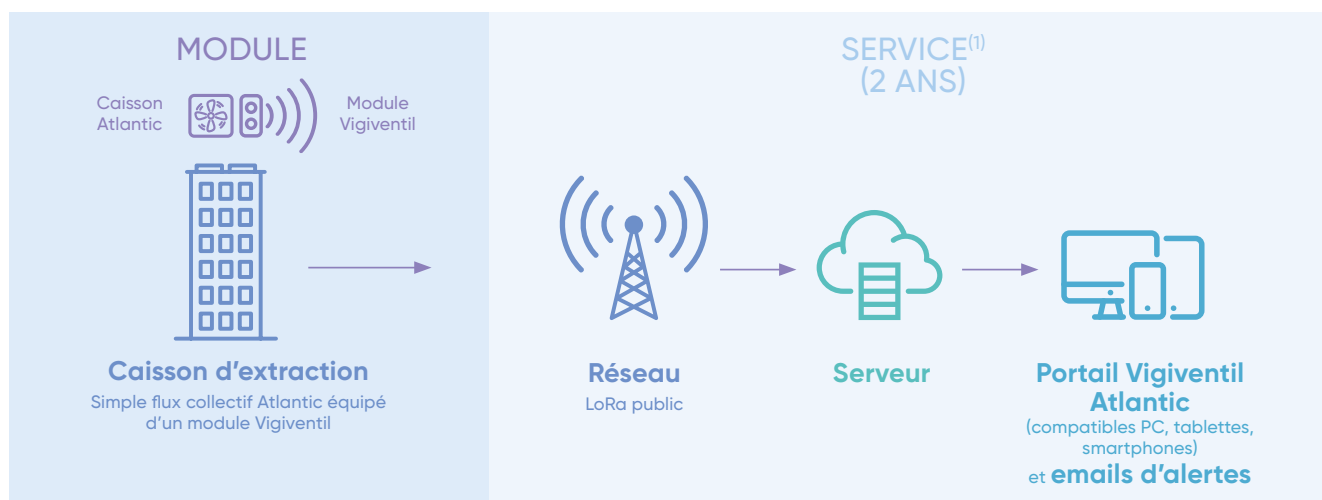 MODULE
Caisson
Atlantic
Module
Vigiventil
Caisson d’extraction
Simple flux collectif Atlantic équipé
d’un module Vigiventil
SERVICE(1)
(2 ANS)
Réseau
LoRa public
Serveur
Portail Vigiventil
Atlantic
(compatibles PC, tablettes,
smartphones)
et emails d’alertes